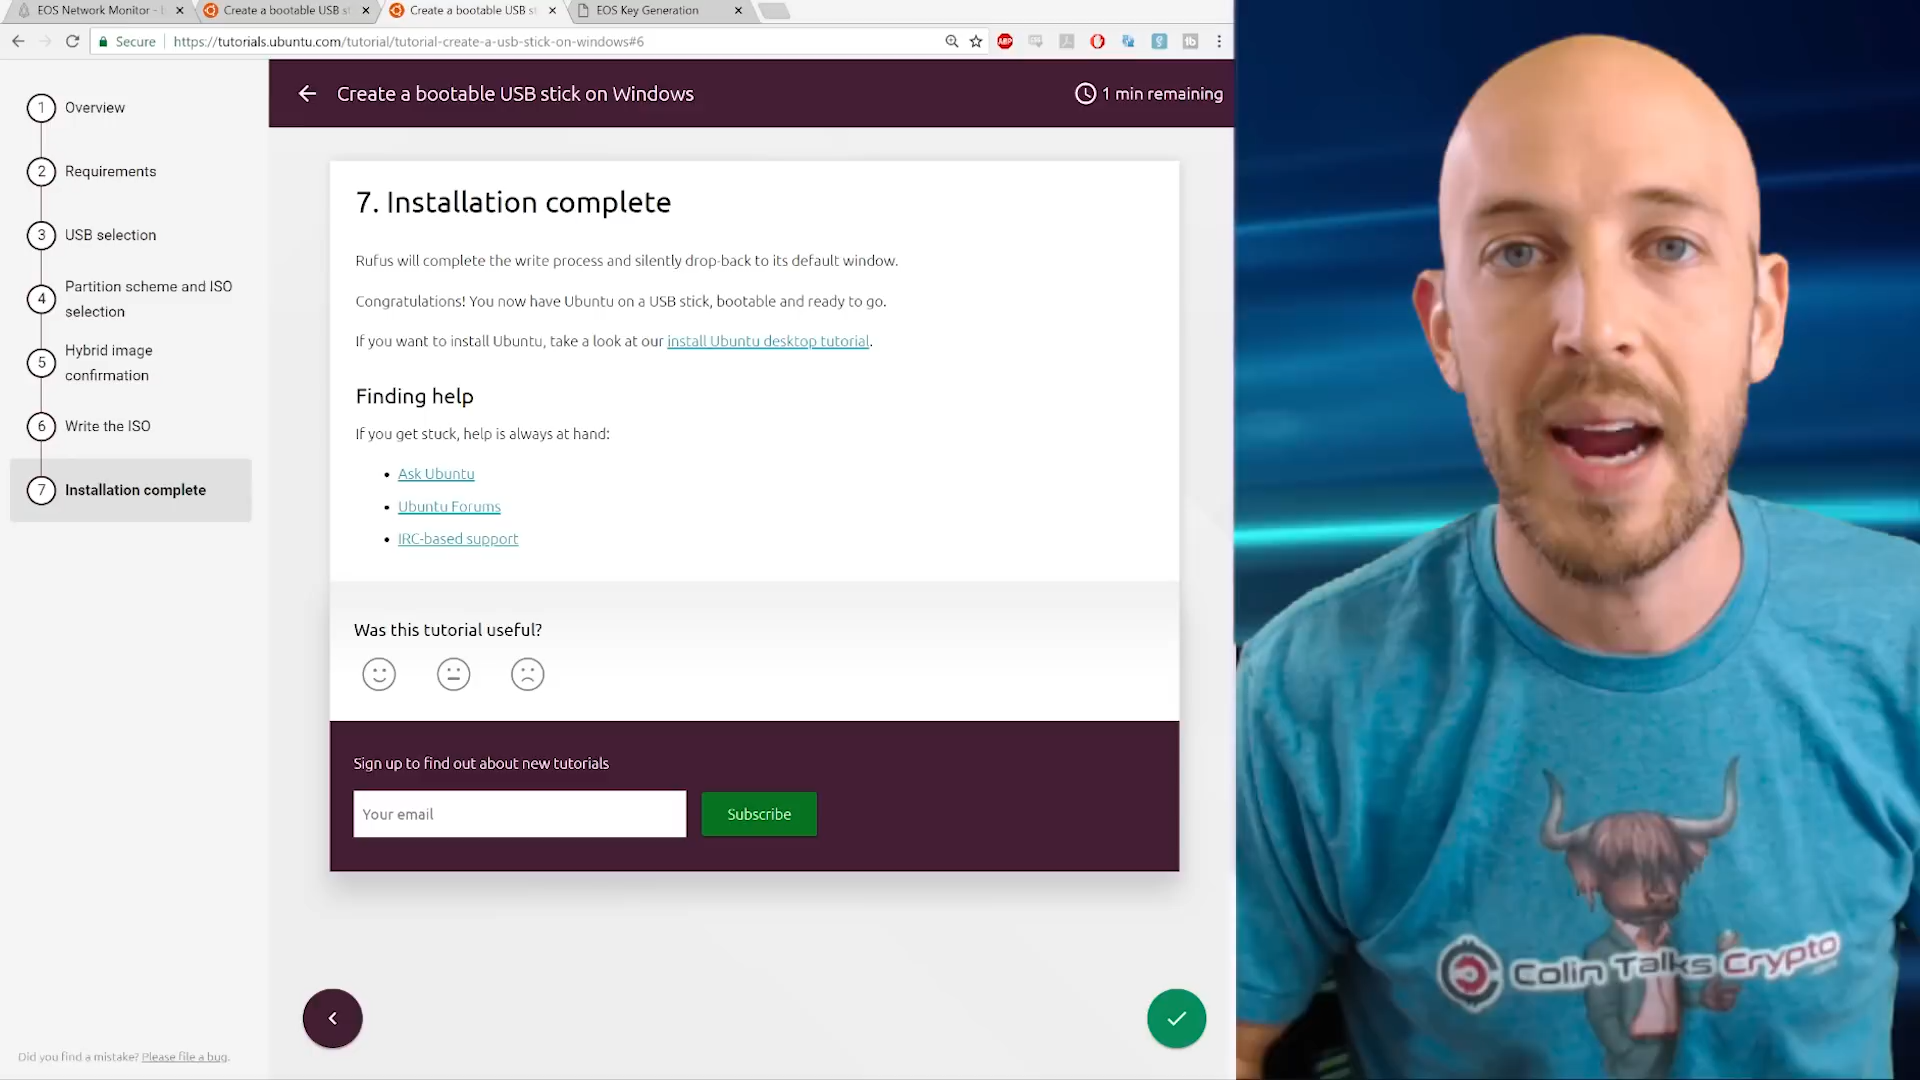 EOS Network Monitor - b
Create a bootable USB s
Create a bootable USB s
EOS Key Generation
Secure
https://tutorials.ubuntu.com/tutorial/tutorial-create-a-usb-stick-on-windows#6
ABP
1 Overview
2 Requirements
3 USB selection
4 Partition scheme and ISO
selection
5 Hybrid image
confirmation
6 Write the ISO
7 Installation complete
Did you find a mistake? Please file a bug.
Create a bootable USB stick on Windows
1 min remaining
7. Installation complete
Rufus will complete the write process and silently drop-back to its default window.
Congratulations! You now have Ubuntu on a USB stick, bootable and ready to go.
If you want to install Ubuntu, take a look at our install Ubuntu desktop tutorial.
Finding help
If you get stuck, help is always at hand:
Ask Ubuntu
Ubuntu Forums
IRC-based support
Was this tutorial useful?
Sign up to find out about new tutorials
Your email
Subscribe
Colin Talks Crypto